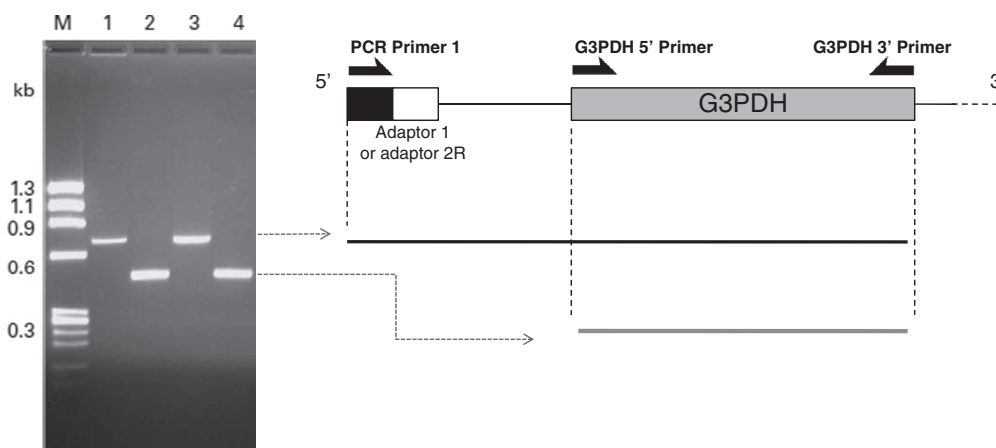 M 1 2 3 4
kb
1.3
1.1
0.9
0.6
0.3
PCR Primer 1
G3PDH 5’ Primer
G3PDH 3’ Primer
5’
G3PDH
Adaptor 1
or adaptor 2R